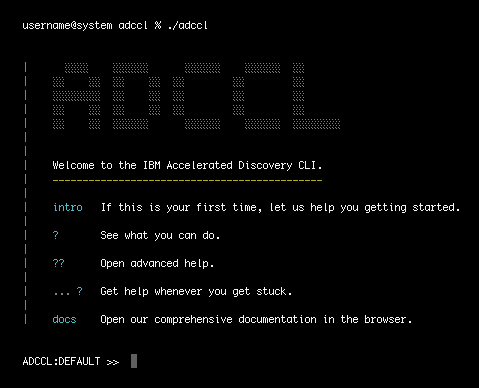 username@system adccl % ./adccl
ADCCL
Welcome to the IBM Accelerated Discovery CLI.
---------------------------------------------
intro If this is your first time, let us help you getting started.
? See what you can do.
?? Open advanced help.
... ? Get help whenever you get stuck.
docs Open our comprehensive documentation in the browser.
ADCCL:DEFAULT >>